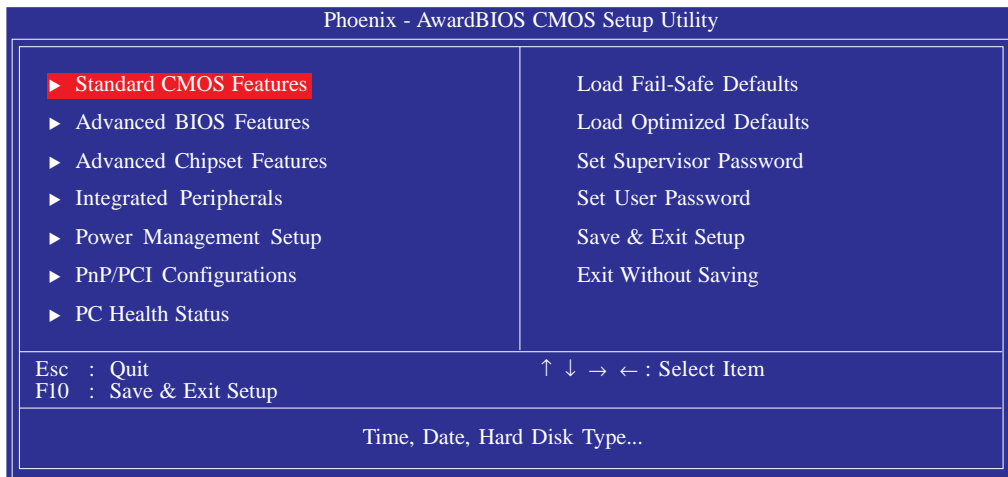 Phoenix - AwardBIOS CMOS Setup Utility
▶ Standard CMOS Features
▶ Advanced BIOS Features
▶ Advanced Chipset Features
▶ Integrated Peripherals
▶ Power Management Setup
▶ PnP/PCI Configurations
▶ PC Health Status
Load Fail-Safe Defaults
Load Optimized Defaults
Set Supervisor Password
Set User Password
Save & Exit Setup
Exit Without Saving
Esc : Quit
F10 : Save & Exit Setup
↑ ↓ → ← : Select Item
Time, Date, Hard Disk Type...